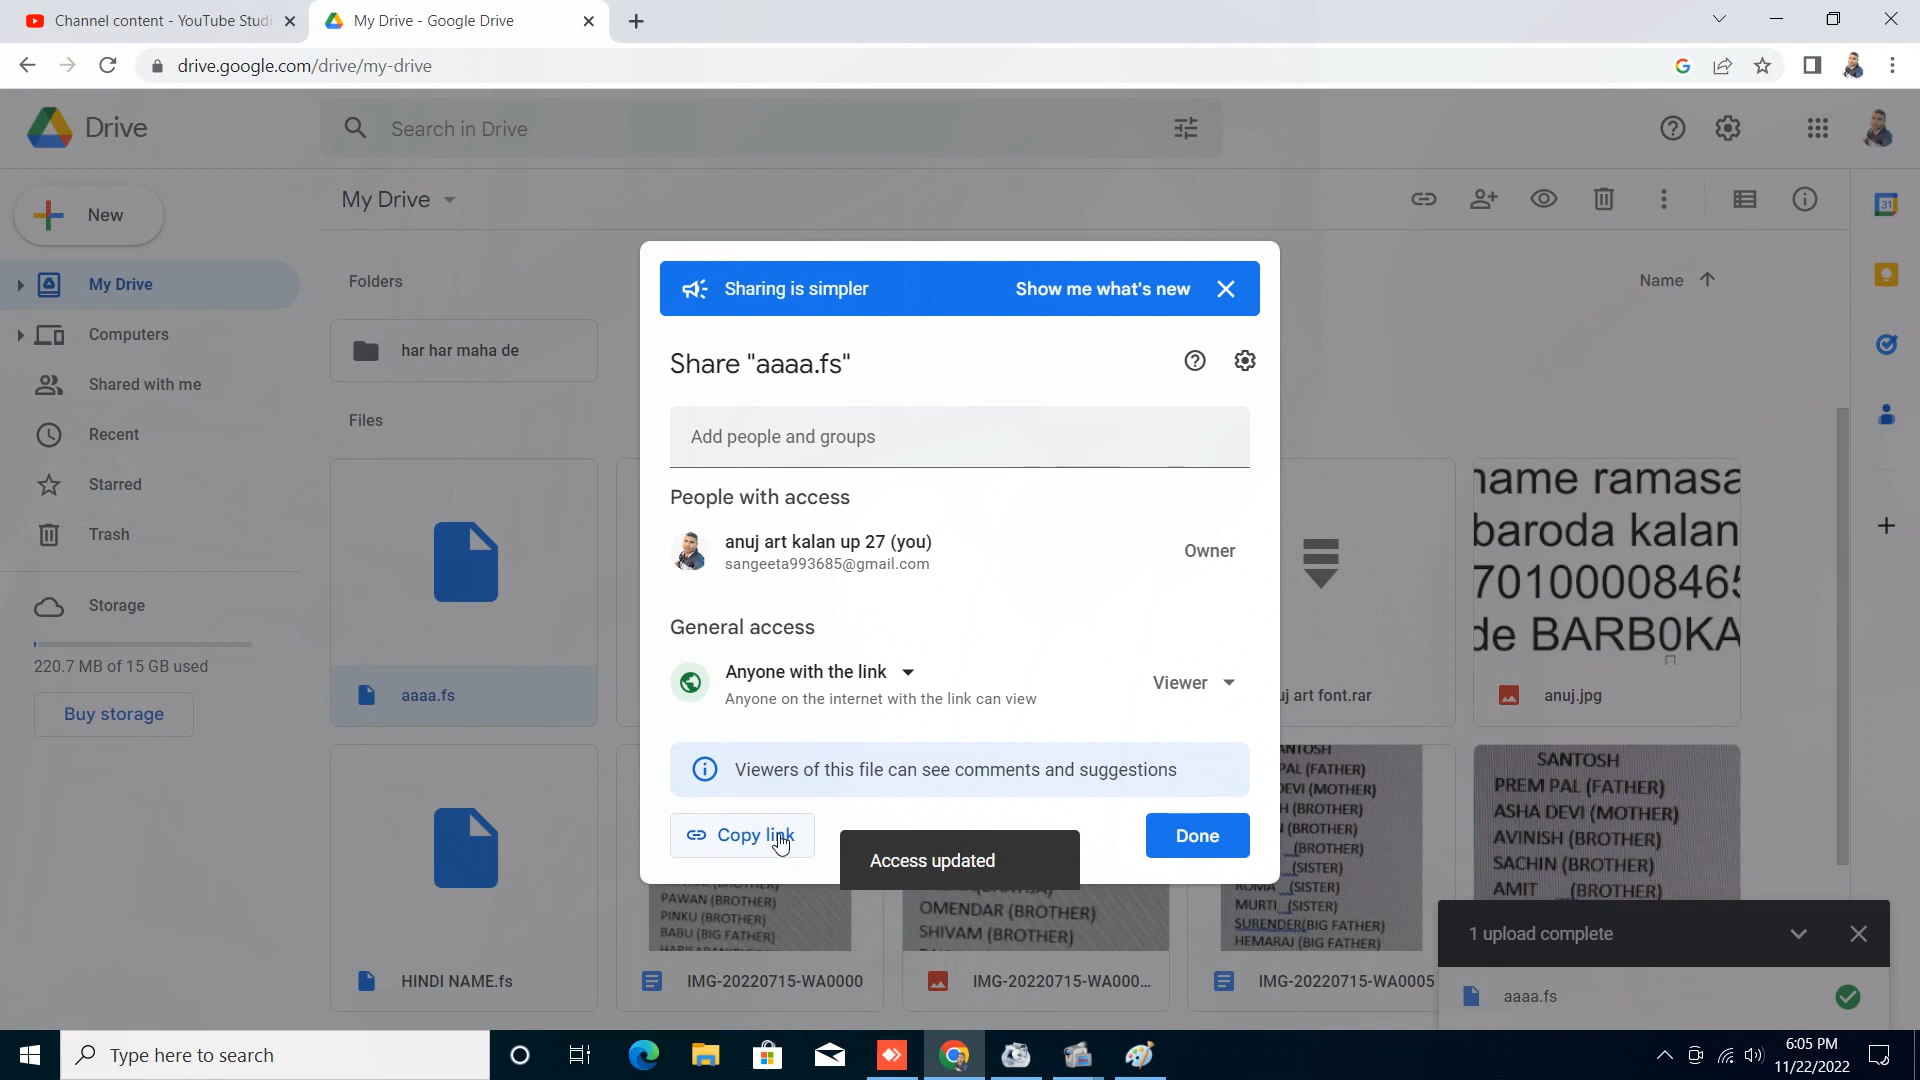 Channel content - YouTube Studi
My Drive - Google Drive
drive.google.com/drive/my-drive
Drive
Search in Drive
New
My Drive
My Drive
Computers
Shared with me
Recent
Starred
Trash
Storage
220.7 MB of 15 GB used
Buy storage
Folders
Name
har har maha de
Files
aaaa.fs
HINDI NAME.fs
Sharing is simpler
Show me what's new
Share "aaaa.fs"
Add people and groups
People with access
anuj art kalan up 27 (you)
sangeeta993685@gmail.com
Owner
General access
Anyone with the link
Anyone on the internet with the link can view
Viewer
Viewers of this file can see comments and suggestions
Copy link
Access updated
Done
31
name ramasa
baroda kalan
70100008465
de BARB0KA
uj art font.rar
anuj.jpg
PAWAN (BROTHER)
PINKU (BROTHER)
BABU (BIG FATHER)
IMG-20220715-WA0000
OMENDAR (BROTHER)
SHIVAM (BROTHER)
IMG-20220715-WA000...
ANTOSH
PAL (FATHER)
DEVI (MOTHER)
H (BROTHER)
(BROTHER)
(BROTHER)
(SISTER)
ROMA (SISTER)
MURTI (SISTER)
SURENDER(BIG FATHER)
HEMARAJ (BIG FATHER)
IMG-20220715-WA0005
SANTOSH
PREM PAL (FATHER)
ASHA DEVI (MOTHER)
AVINISH (BROTHER)
SACHIN (BROTHER)
AMIT (BROTHER)
1 upload complete
aaaa.fs
Type here to search
6:05 PM
11/22/2022